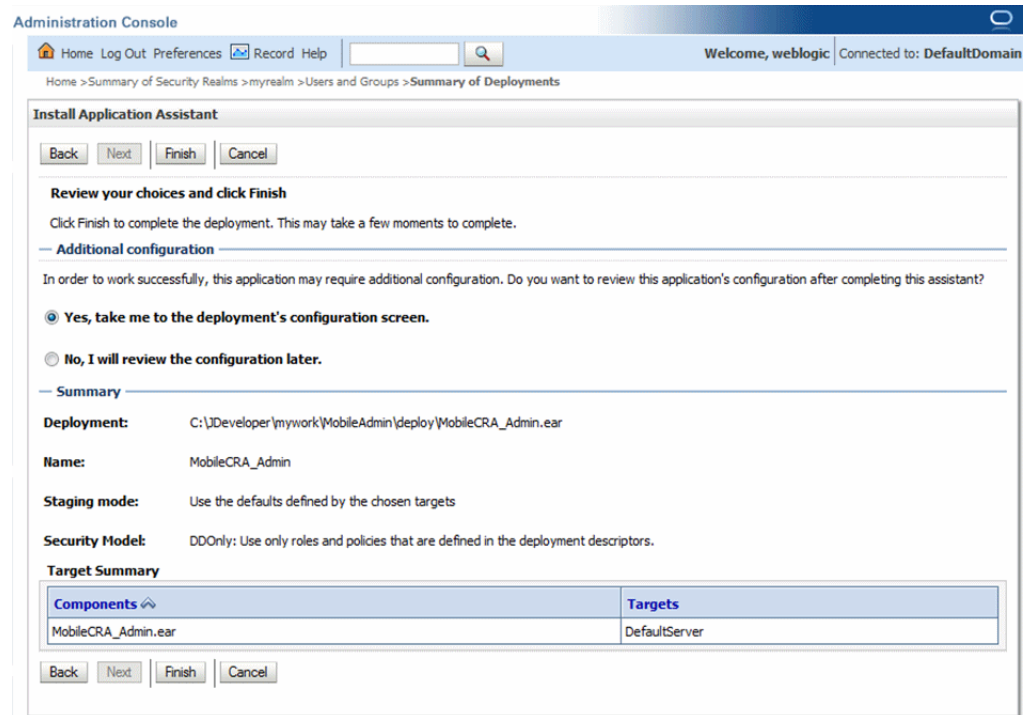 Administration Console
Home Log Out Preferences Record Help
Welcome, weblogic Connected to: DefaultDomain
Home >Summary of Security Realms >myrealm >Users and Groups >Summary of Deployments
Install Application Assistant
Back Next Finish Cancel
Review your choices and click Finish
Click Finish to complete the deployment. This may take a few moments to complete.
Additional configuration
In order to work successfully, this application may require additional configuration. Do you want to review this application's configuration after completing this assistant?
Yes, take me to the deployment's configuration screen.
No, I will review the configuration later.
Summary
Deployment: C:\JDeveloper\mywork\MobileAdmin\deploy\MobileCRA_Admin.ear
Name: MobileCRA_Admin
Staging mode: Use the defaults defined by the chosen targets
Security Model: DDOnly: Use only roles and policies that are defined in the deployment descriptors.
Target Summary
Components Targets
MobileCRA_Admin.ear DefaultServer
Back Next Finish Cancel